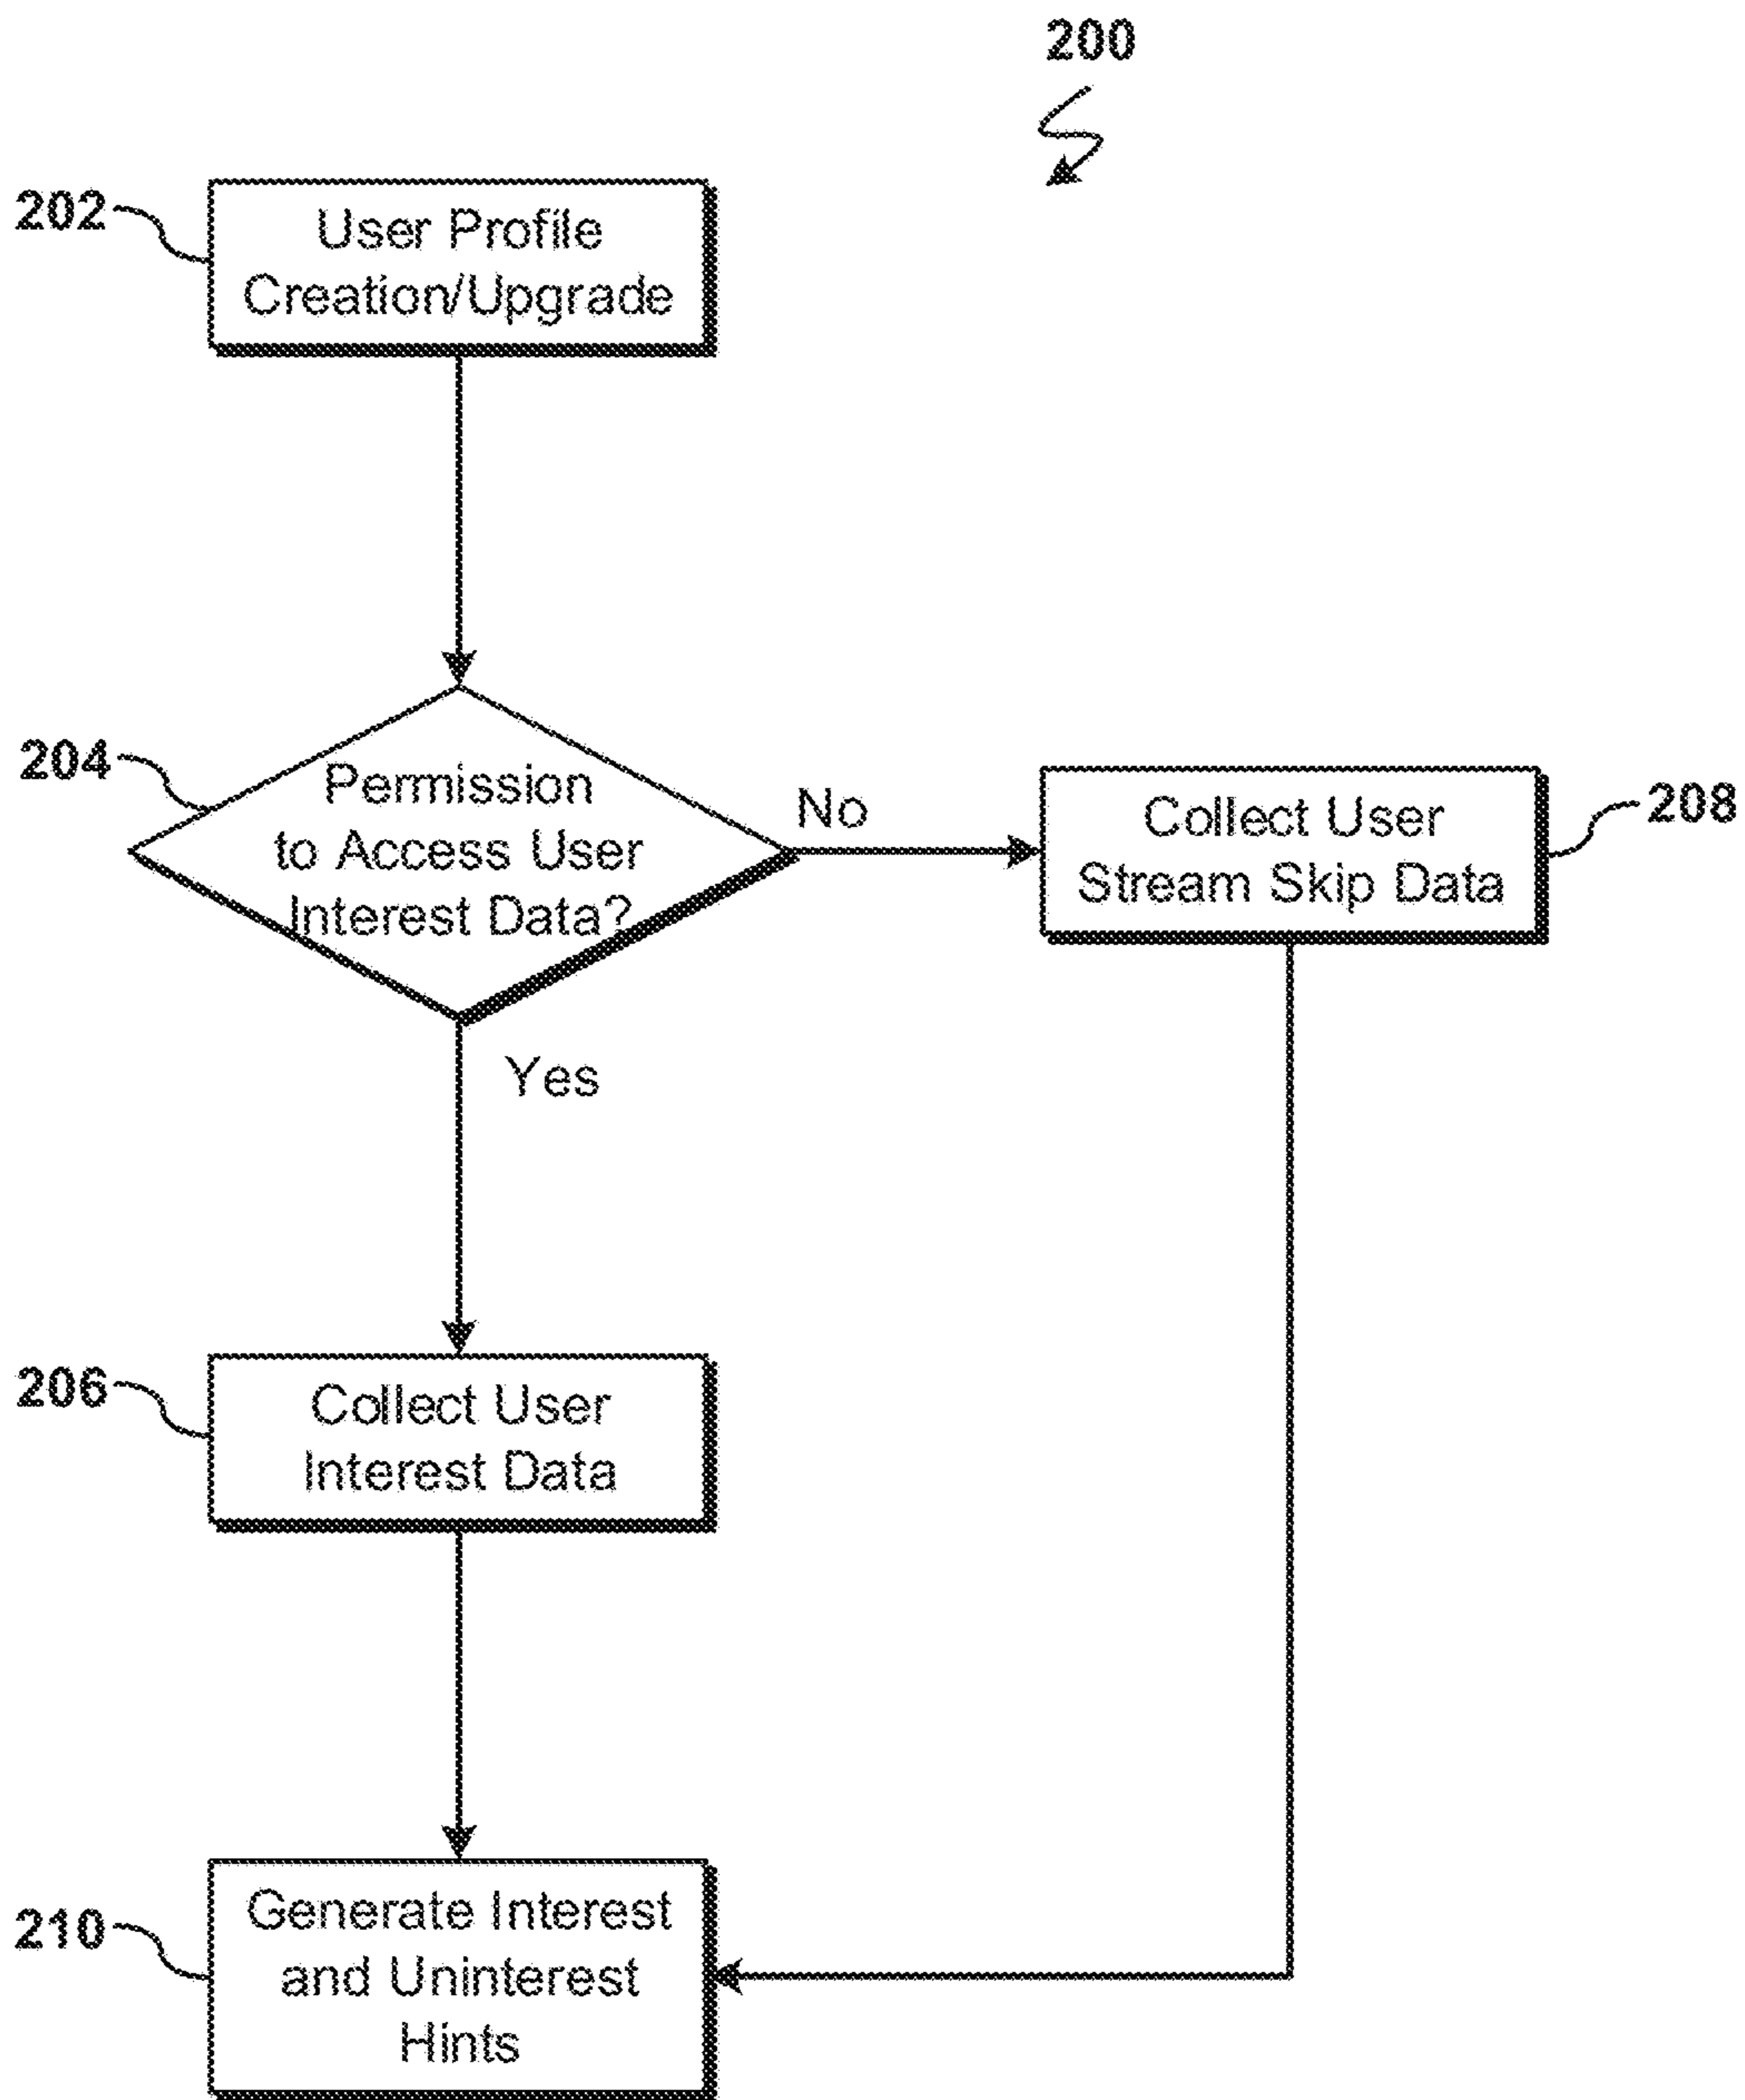 200
202
User Profile
Creation/Upgrade
204
Permission
to Access User
Interest Data?
No
Collect User
Stream Skip Data
208
Yes
206
Collect User
Interest Data
210
Generate Interest
and Uninterest
Hints